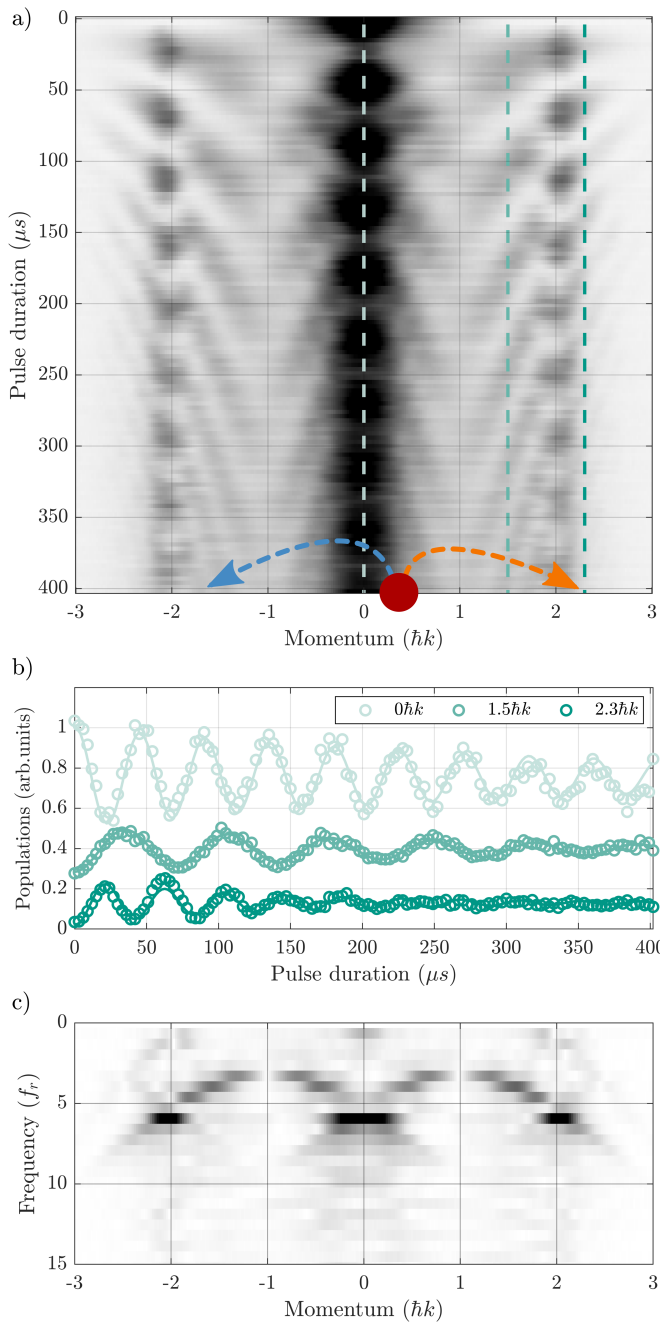 a)
0
50
100
150
200
250
300
350
400
Pulse duration (μs)
-3 -2 -1 0 1 2 3
Momentum (ħk)
b)
0ħk 1.5ħk 2.3ħk
1
0.8
0.6
0.4
0.2
0
Populations (arb.units)
0 50 100 150 200 250 300 350 400
Pulse duration (μs)
c)
0
5
10
15
Frequency (f_r)
-3 -2 -1 0 1 2 3
Momentum (ħk)